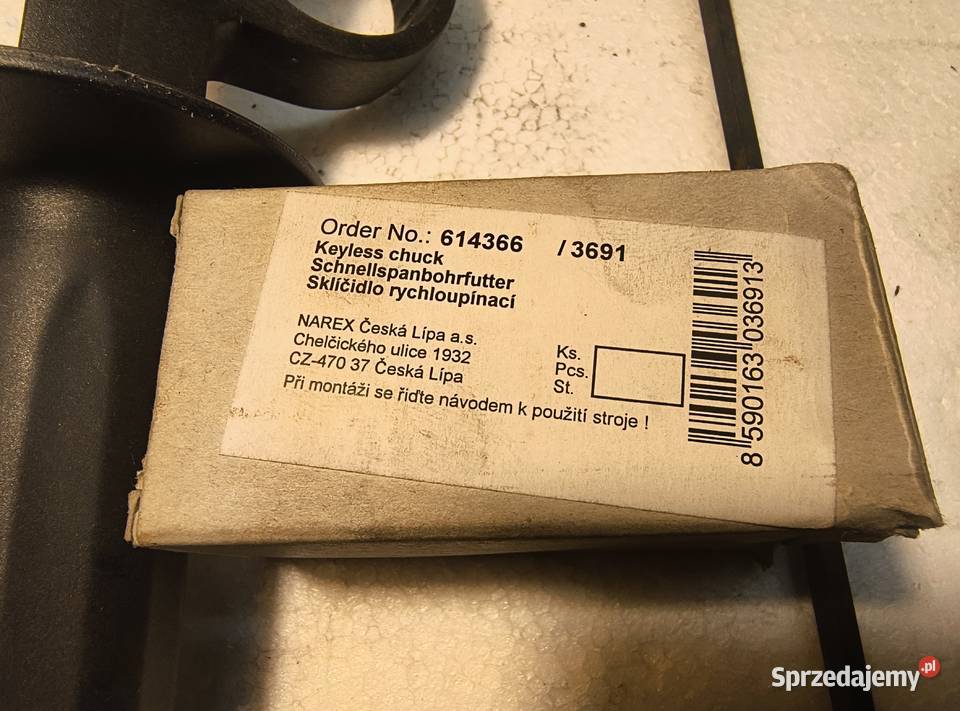 Order No.: 614366 / 3691
Keyless chuck
Schnellspanbohrfutter
Sklíčidlo rychloupínací
NAREX Česká Lípa a.s.
Chelčického ulice 1932
CZ-470 37 Česká Lípa
Při montáži se řiďte návodem k použití stroje !
Ks.
Pcs.
St.
8 590163 036913
Sprzedajemy.pl